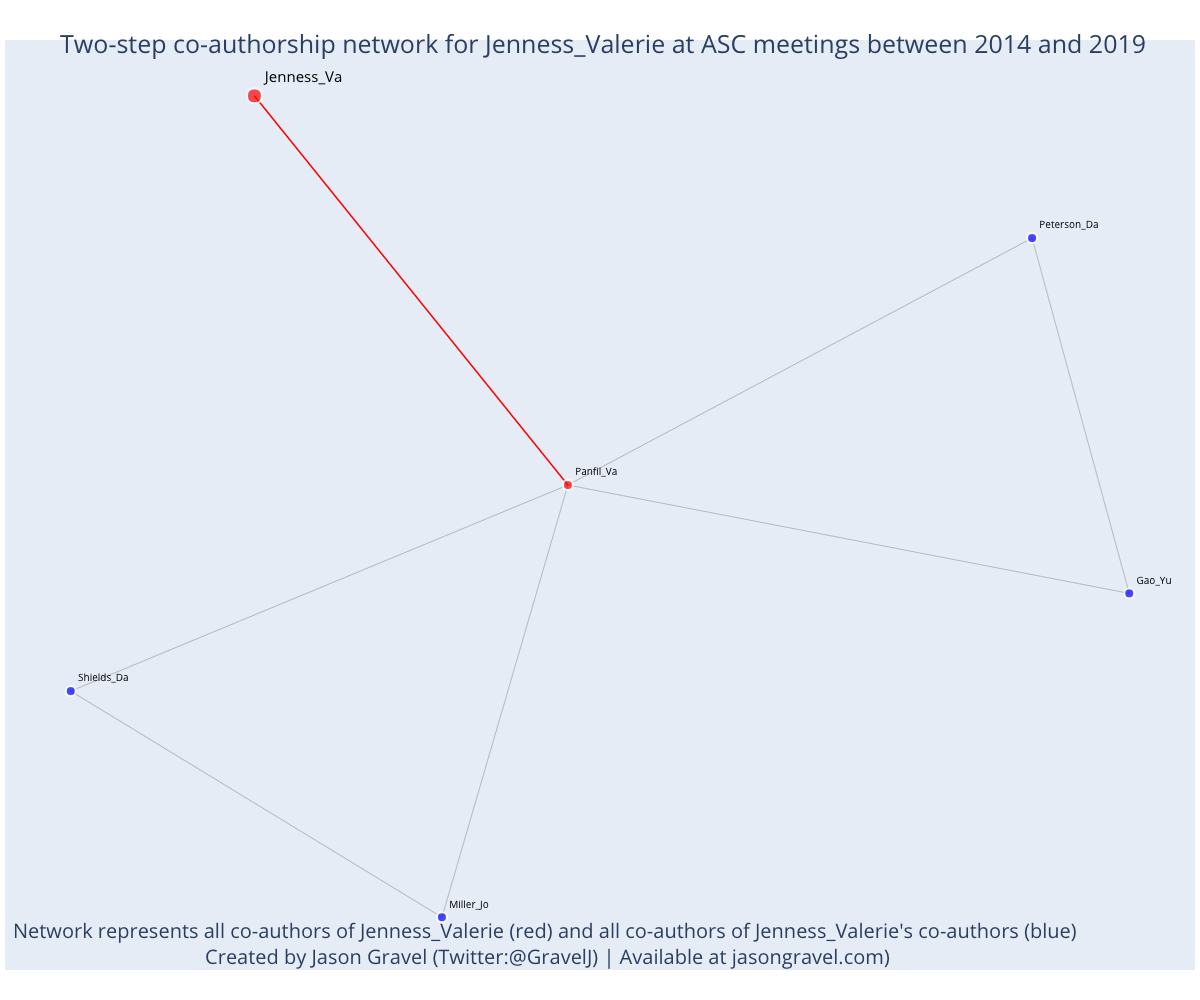 Two-step co-authorship network for Jenness_Valerie at ASC meetings between 2014 and 2019
Jenness_Va
Peterson_Da
Panfil_Va
Gao_Yu
Shields_Da
Miller_Jo
Network represents all co-authors of Jenness_Valerie (red) and all co-authors of Jenness_Valerie's co-authors (blue)
Created by Jason Gravel (Twitter:@GravelJ) | Available at jasongravel.com)